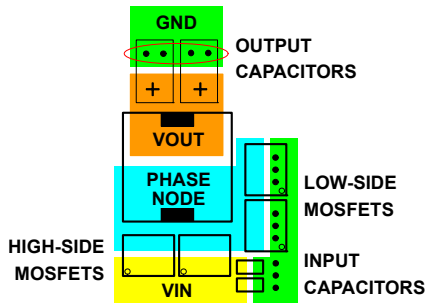 GND
OUTPUT
CAPACITORS
+ +
VOUT
PHASE
NODE
LOW-SIDE
MOSFETS
HIGH-SIDE
MOSFETS
INPUT
CAPACITORS
VIN